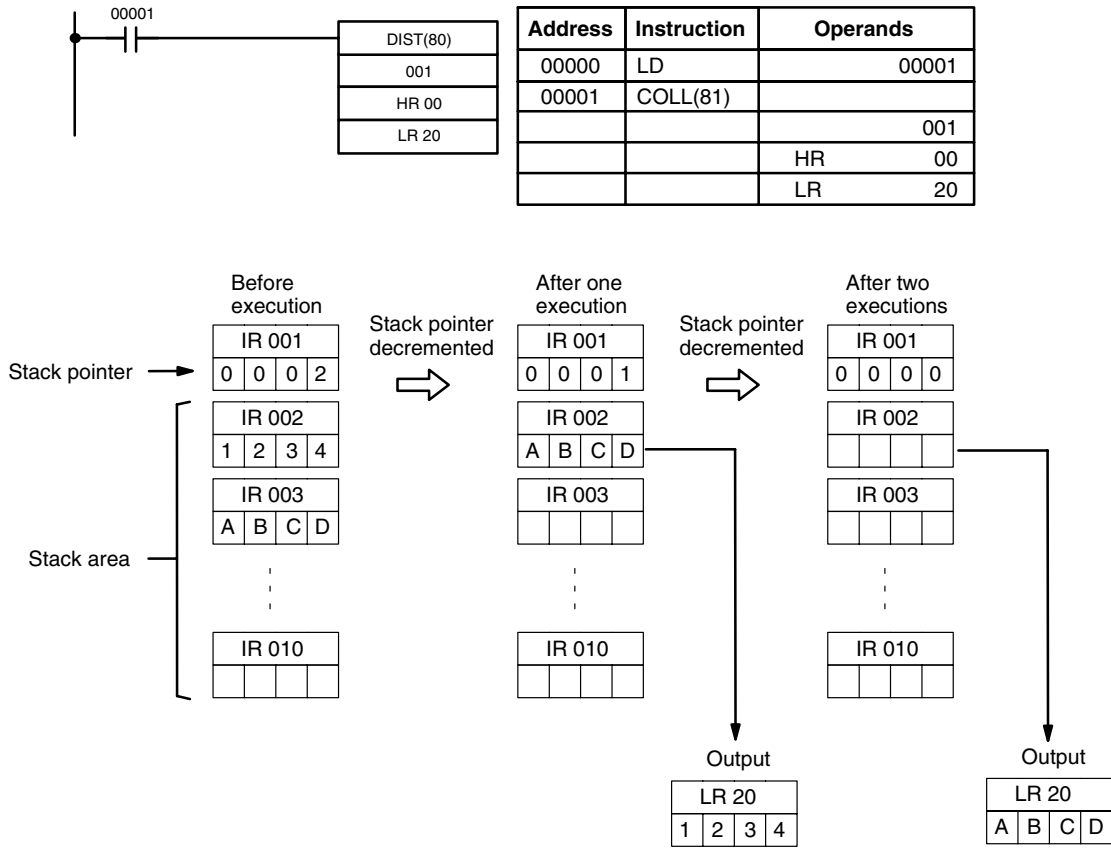 00001
DIST(80)
001
HR 00
LR 20
Address Instruction Operands
00000 LD 00001
00001 COLL(81)
001
HR 00
LR 20
Before
execution
After one
execution
After two
executions
Stack pointer
decremented
Stack pointer
decremented
Stack pointer
IR 001
0 0 0 2
IR 001
0 0 0 1
IR 001
0 0 0 0
Stack area
IR 002
1 2 3 4
IR 002
A B C D
IR 002
IR 003
A B C D
IR 003
IR 003
IR 010
IR 010
IR 010
Output
LR 20
1 2 3 4
Output
LR 20
A B C D